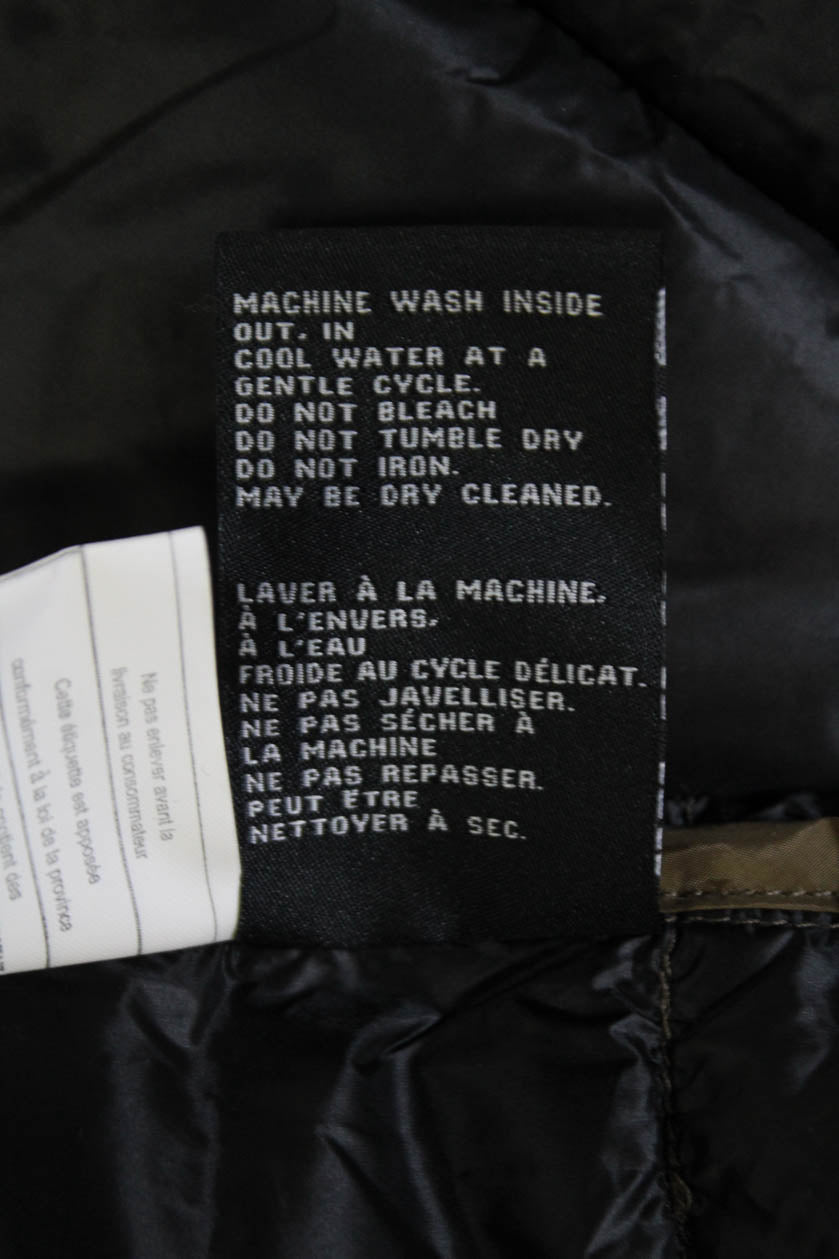 MACHINE WASH INSIDE
OUT. IN
COOL WATER AT A
GENTLE CYCLE.
DO NOT BLEACH
DO NOT TUMBLE DRY
DO NOT IRON.
MAY BE DRY CLEANED.
LAVER À LA MACHINE,
À L'ENVERS,
À L'EAU
FROIDE AU CYCLE DÉLICAT.
NE PAS JAVELLISER.
NE PAS SÉCHER À
LA MACHINE
NE PAS REPASSER.
PEUT ÊTRE
NETTOYER À SEC.
Ne pas enlever avant la
livraison au consommateur
Cette étiquette est apposée
conformément à la loi de la province